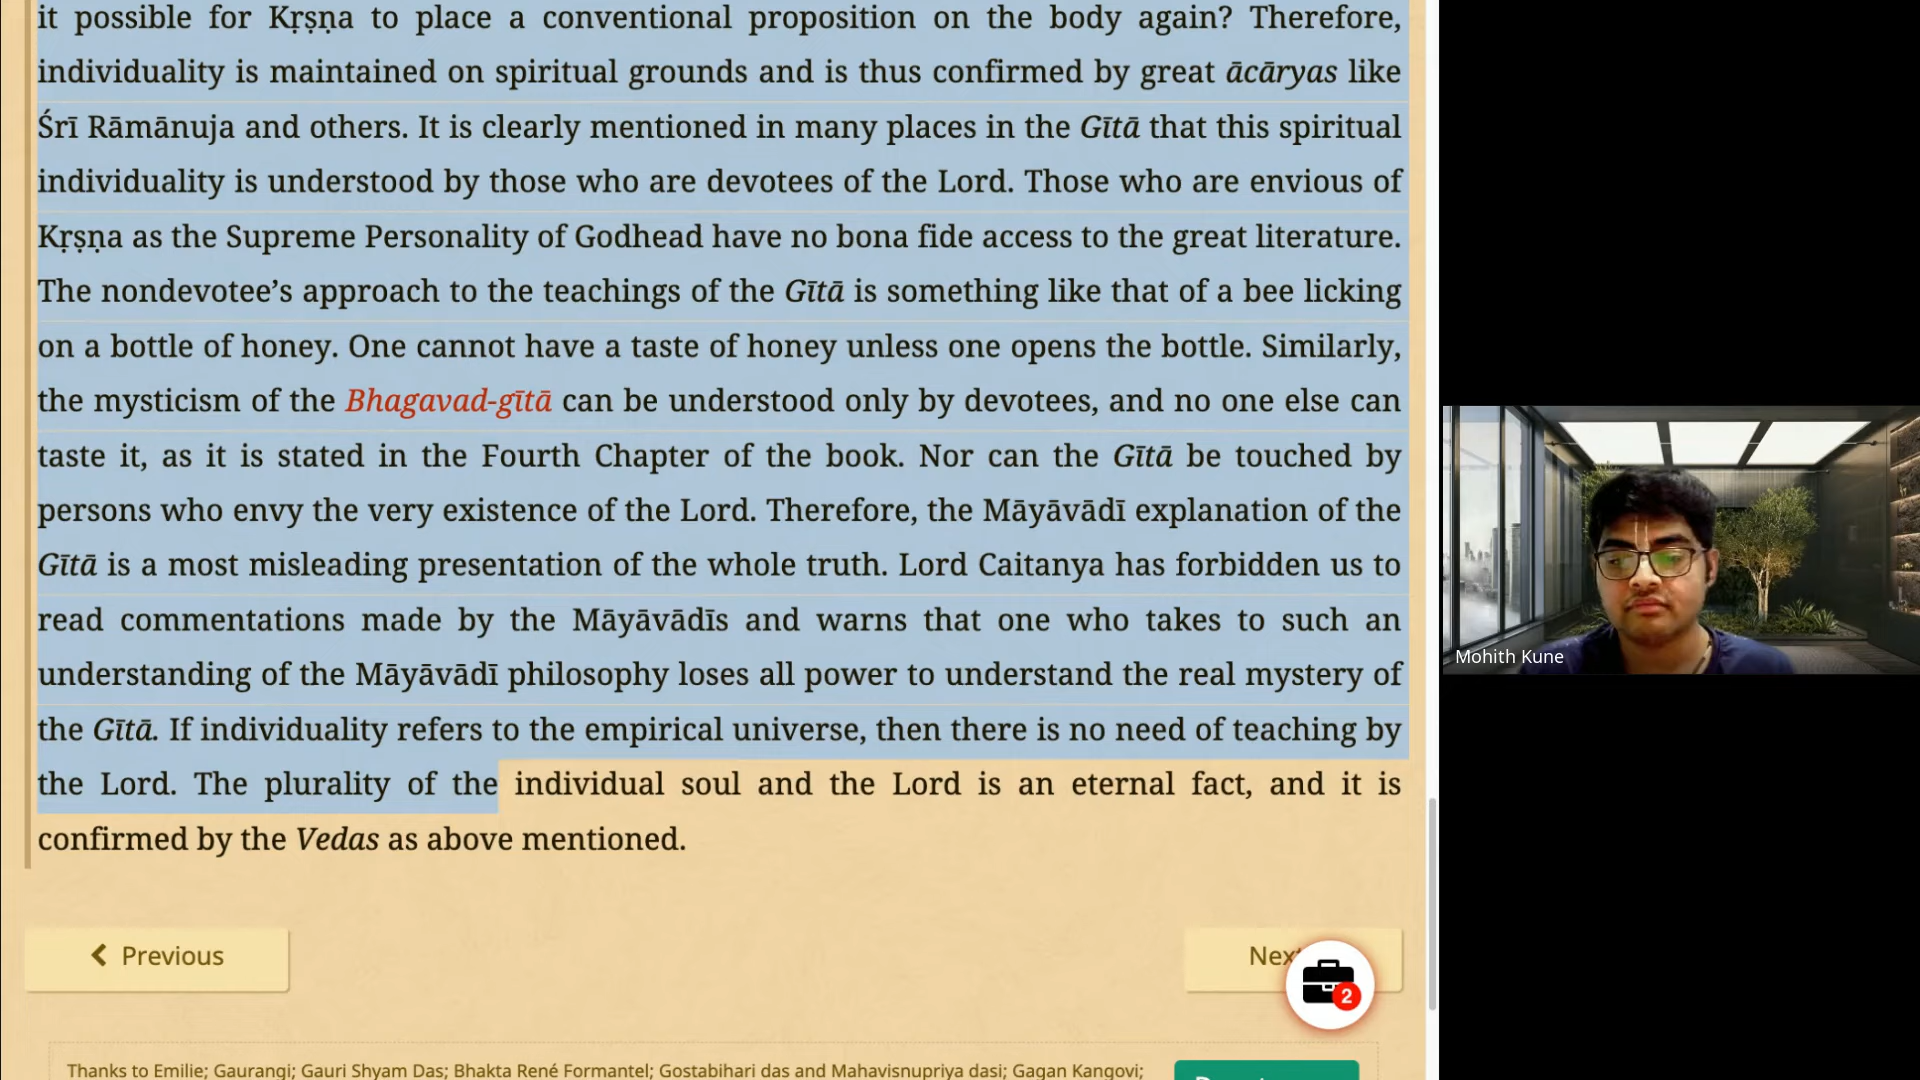 it possible for Kṛṣṇa to place a conventional proposition on the body again? Therefore,
individuality is maintained on spiritual grounds and is thus confirmed by great ācāryas like
Śrī Rāmānuja and others. It is clearly mentioned in many places in the Gītā that this spiritual
individuality is understood by those who are devotees of the Lord. Those who are envious of
Kṛṣṇa as the Supreme Personality of Godhead have no bona fide access to the great literature.
The nondevotee’s approach to the teachings of the Gītā is something like that of a bee licking
on a bottle of honey. One cannot have a taste of honey unless one opens the bottle. Similarly,
the mysticism of the Bhagavad-gītā can be understood only by devotees, and no one else can
taste it, as it is stated in the Fourth Chapter of the book. Nor can the Gītā be touched by
persons who envy the very existence of the Lord. Therefore, the Māyāvādī explanation of the
Gītā is a most misleading presentation of the whole truth. Lord Caitanya has forbidden us to
read commentations made by the Māyāvādīs and warns that one who takes to such an
understanding of the Māyāvādī philosophy loses all power to understand the real mystery of
the Gītā. If individuality refers to the empirical universe, then there is no need of teaching by
the Lord. The plurality of the individual soul and the Lord is an eternal fact, and it is
confirmed by the Vedas as above mentioned.
Previous
2
Thanks to Emilie; Gaurangi; Gauri Shyam Das; Bhakta René Formantel; Gostabihari das and Mahavisnupriya dasi; Gagan Kangovi;
Mohith Kune